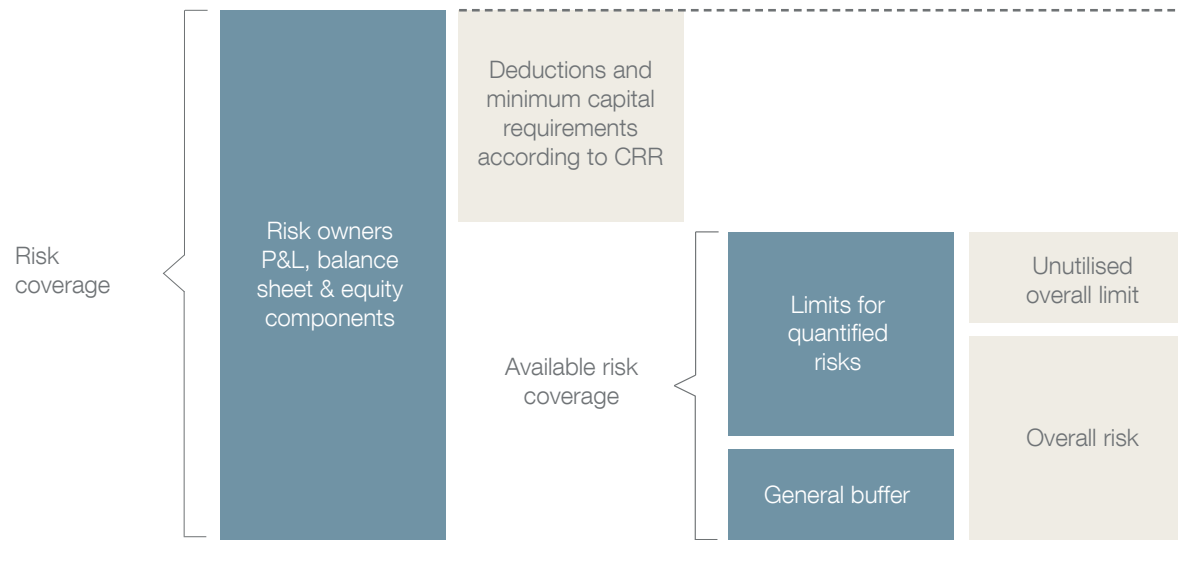 Risk
coverage
Risk owners
P&L, balance
sheet & equity
components
Deductions and
minimum capital
requirements
according to CRR
Available risk
coverage
Limits for
quantified
risks
General buffer
Unutilised
overall limit
Overall risk